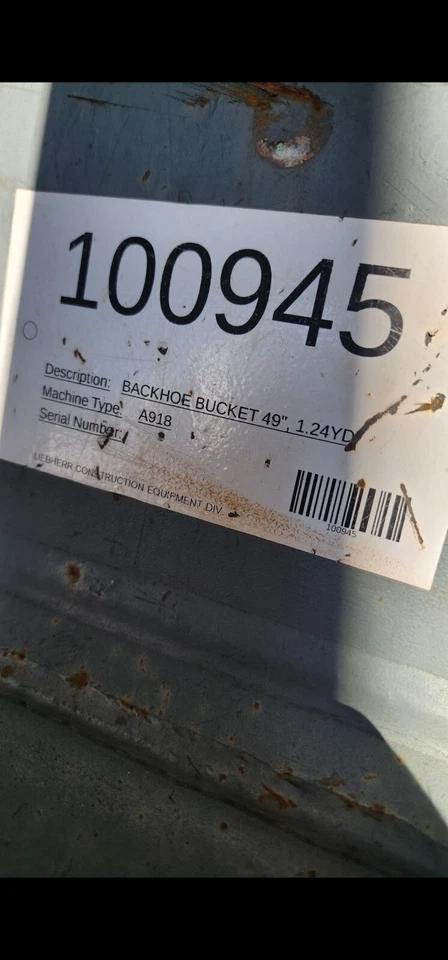 100945
Description: BACKHOE BUCKET 49", 1.24YD
Machine Type: A918
Serial Number:
LIEBHERR CONSTRUCTION EQUIPMENT DIV.
100945